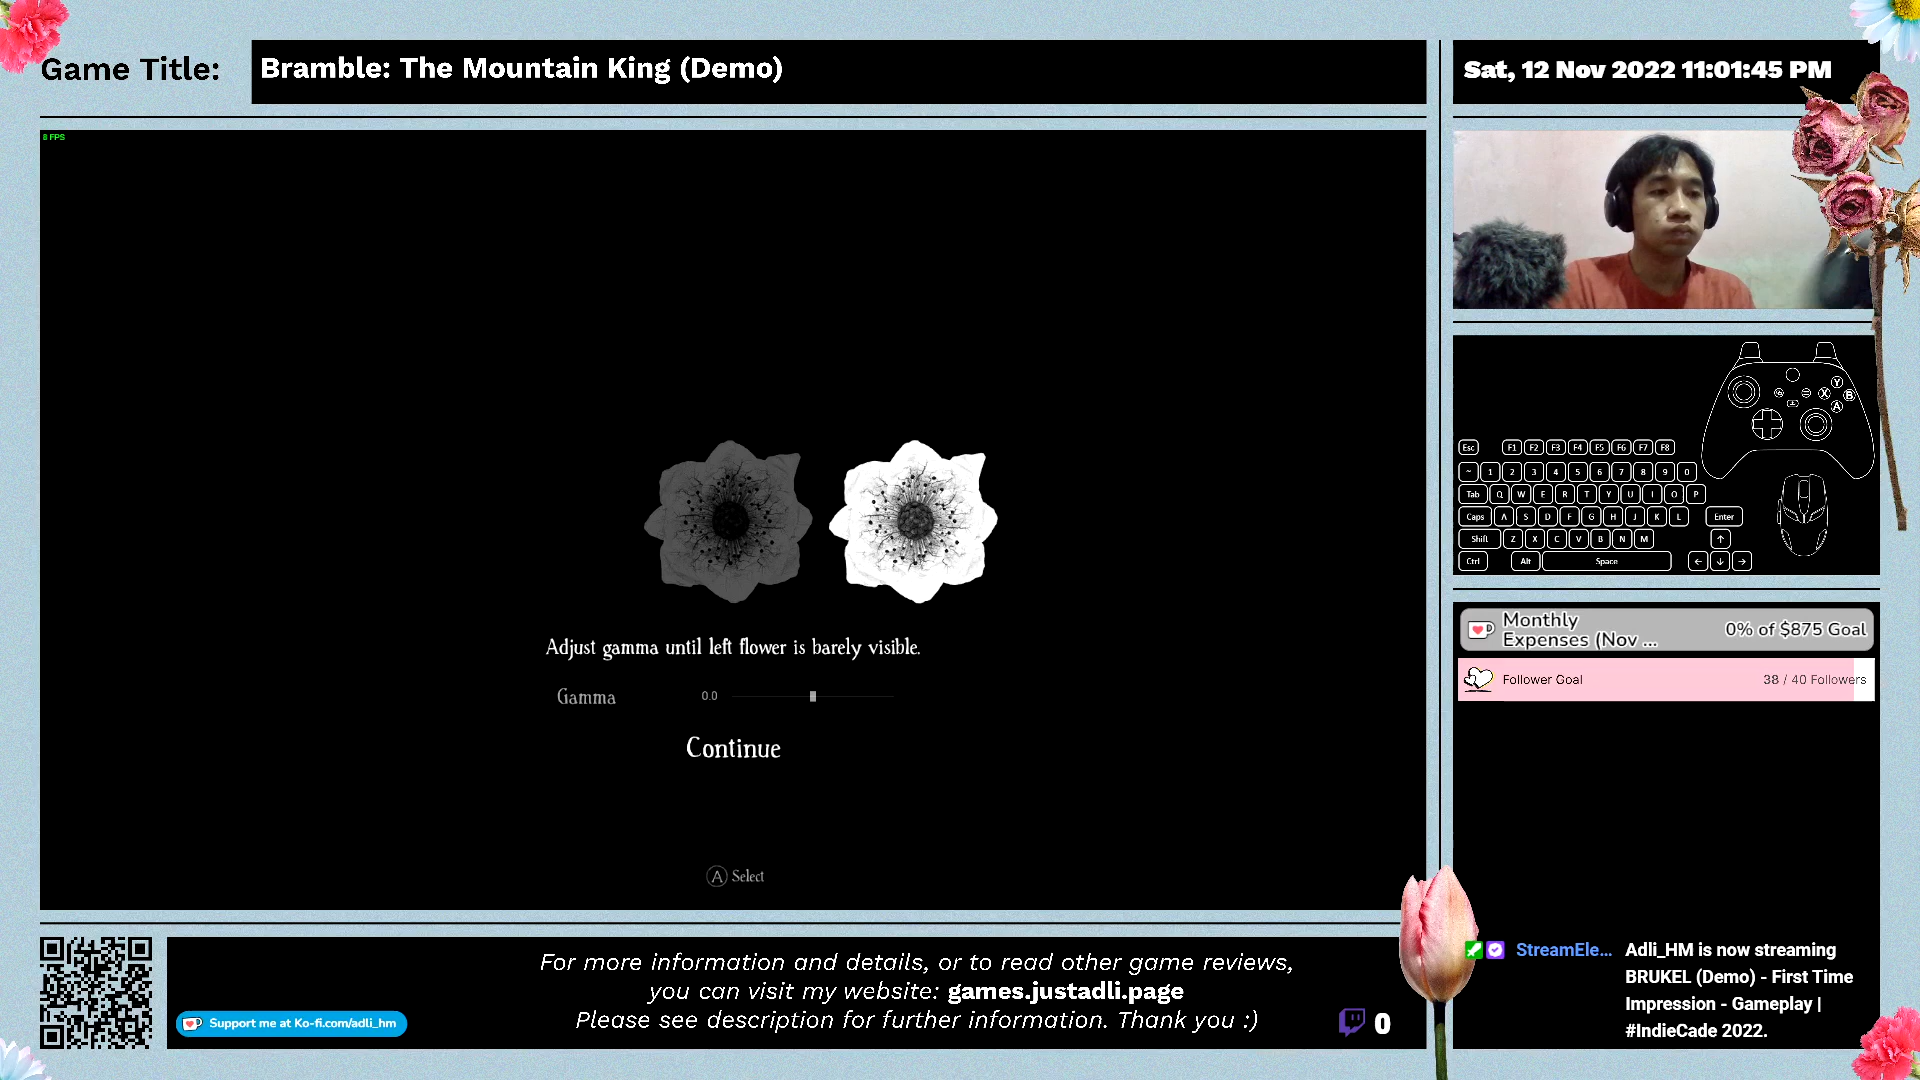 Game Title:
Bramble: The Mountain King (Demo)
Sat, 12 Nov 2022 11:01:45 PM
8 FPS
Adjust gamma until left flower is barely visible.
Gamma 0.0
Continue
A Select
Y
X B
A
Esc F1 F2 F3 F4 F5 F6 F7 F8
~ 1 2 3 4 5 6 7 8 9 0
Tab Q W E R T Y U I O P
Caps A S D F G H J K L Enter
Shift Z X C V B N M ↑
Ctrl Alt Space ← ↓ →
Monthly
Expenses (Nov ...
0% of $875 Goal
Follower Goal 38 / 40 Followers
StreamEle... Adli_HM is now streaming
BRUKEL (Demo) - First Time
Impression - Gameplay |
#IndieCade 2022.
For more information and details, or to read other game reviews,
you can visit my website: games.justadli.page
Please see description for further information. Thank you :)
Support me at Ko-fi.com/adli_hm
0